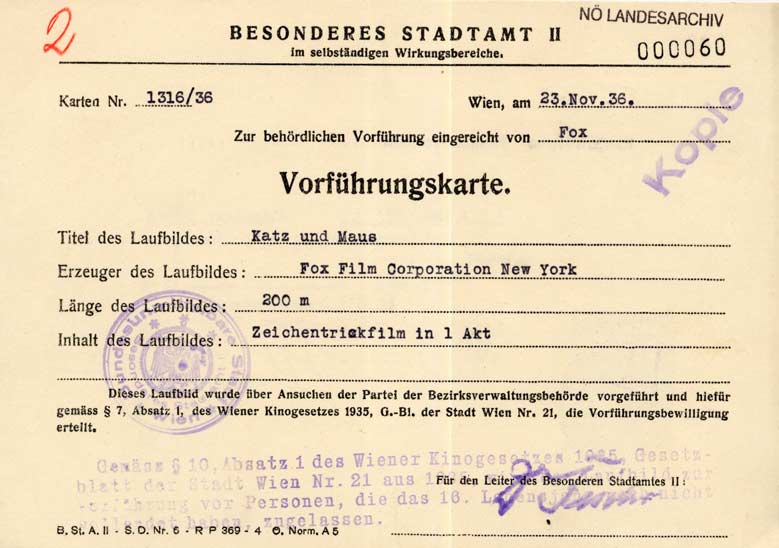 2
NÖ LANDESARCHIV
000060
BESONDERES STADTAMT II
im selbständigen Wirkungsbereiche.
Karten Nr. 1316/36
Wien, am 23.Nov.36.
Kopie
Zur behördlichen Vorführung eingereicht von Fox
Vorführungskarte.
Titel des Laufbildes: Katz und Maus
Erzeuger des Laufbildes: Fox Film Corporation New York
Länge des Laufbildes: 200 m
Inhalt des Laufbildes: Zeichentrickfilm in 1 Akt
Dieses Laufbild wurde über Ansuchen der Partei der Bezirksverwaltungsbehörde vorgeführt und hiefür
gemäss § 7, Absatz 1, des Wiener Kinogesetzes 1935, G.-Bl. der Stadt Wien Nr. 21, die Vorführungsbewilligung
erteilt.
Gemäss § 10, Absatz 1 des Wiener Kinogesetzes 1935, Gesetz-
blatt der Stadt Wien Nr. 21 aus zur
Vorführung vor Personen, die das 16. nicht
vollendet haben, zugelassen.
Für den Leiter des Besonderen Stadtamtes II:
B. St. A. II - S. D. Nr. 6 - R P 369 - 4 Ö. Norm. A 5